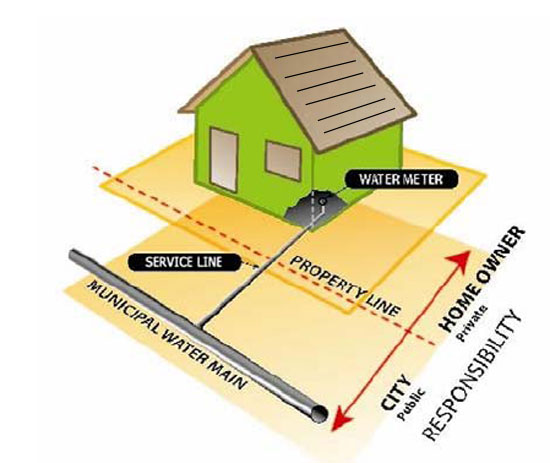 WATER METER
SERVICE LINE
PROPERTY LINE
MUNICIPAL WATER MAIN
HOME OWNER
Private
CITY
Public
RESPONSIBILITY